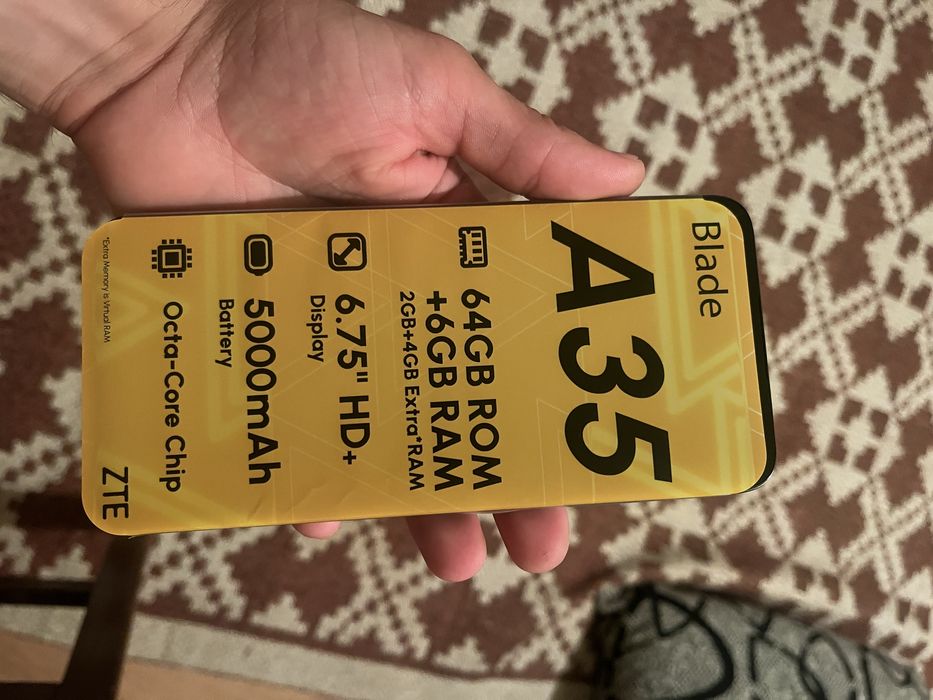 Blade
A35
64GB ROM
+6GB RAM
2GB+4GB Extra*RAM
6.75" HD+
Display
5000mAh
Battery
Octa-Core Chip
*Extra Memory is Virtual RAM
ZTE